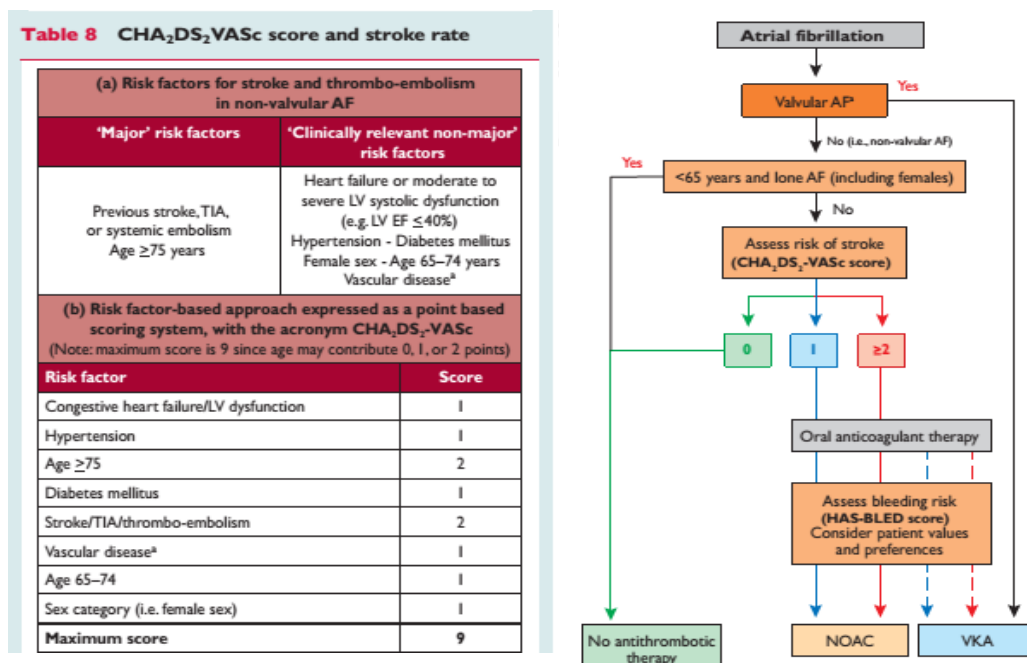 Table 8 CHA₂DS₂VASc score and stroke rate
(a) Risk factors for stroke and thrombo-embolism
in non-valvular AF
'Major' risk factors
'Clinically relevant non-major'
risk factors
Previous stroke, TIA,
or systemic embolism
Age ≥75 years
Heart failure or moderate to
severe LV systolic dysfunction
(e.g. LV EF ≤40%)
Hypertension - Diabetes mellitus
Female sex - Age 65–74 years
Vascular diseaseᵃ
(b) Risk factor-based approach expressed as a point based
scoring system, with the acronym CHA₂DS₂-VASc
(Note: maximum score is 9 since age may contribute 0, 1, or 2 points)
Risk factor Score
Congestive heart failure/LV dysfunction 1
Hypertension 1
Age ≥75 2
Diabetes mellitus 1
Stroke/TIA/thrombo-embolism 2
Vascular diseaseᵃ 1
Age 65–74 1
Sex category (i.e. female sex) 1
Maximum score 9
Atrial fibrillation
Valvular AFᵃ
Yes
No (i.e., non-valvular AF)
Yes
<65 years and lone AF (including females)
No
Assess risk of stroke
(CHA₂DS₂-VASc score)
0 1 ≥2
Oral anticoagulant therapy
Assess bleeding risk
(HAS-BLED score)
Consider patient values
and preferences
No antithrombotic
therapy
NOAC
VKA